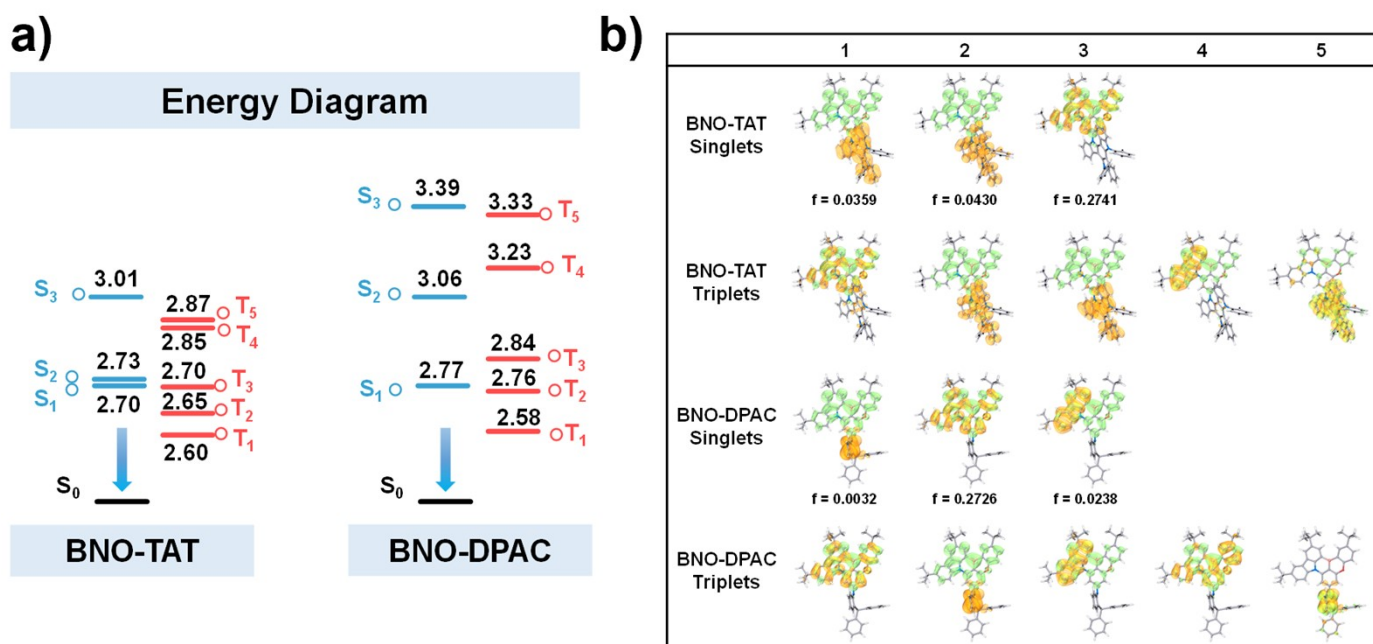 a)
Energy Diagram
S3 3.01
2.87 T5
2.85 T4
S2 2.73
S1 2.70
2.70 T3
2.65 T2
2.60 T1
S0
BNO-TAT
S3 3.39
3.33 T5
3.23 T4
S2 3.06
2.84 T3
S1 2.77
2.76 T2
2.58 T1
S0
BNO-DPAC
b)
1 2 3 4 5
BNO-TAT
Singlets
f = 0.0359 f = 0.0430 f = 0.2741
BNO-TAT
Triplets
BNO-DPAC
Singlets
f = 0.0032 f = 0.2726 f = 0.0238
BNO-DPAC
Triplets